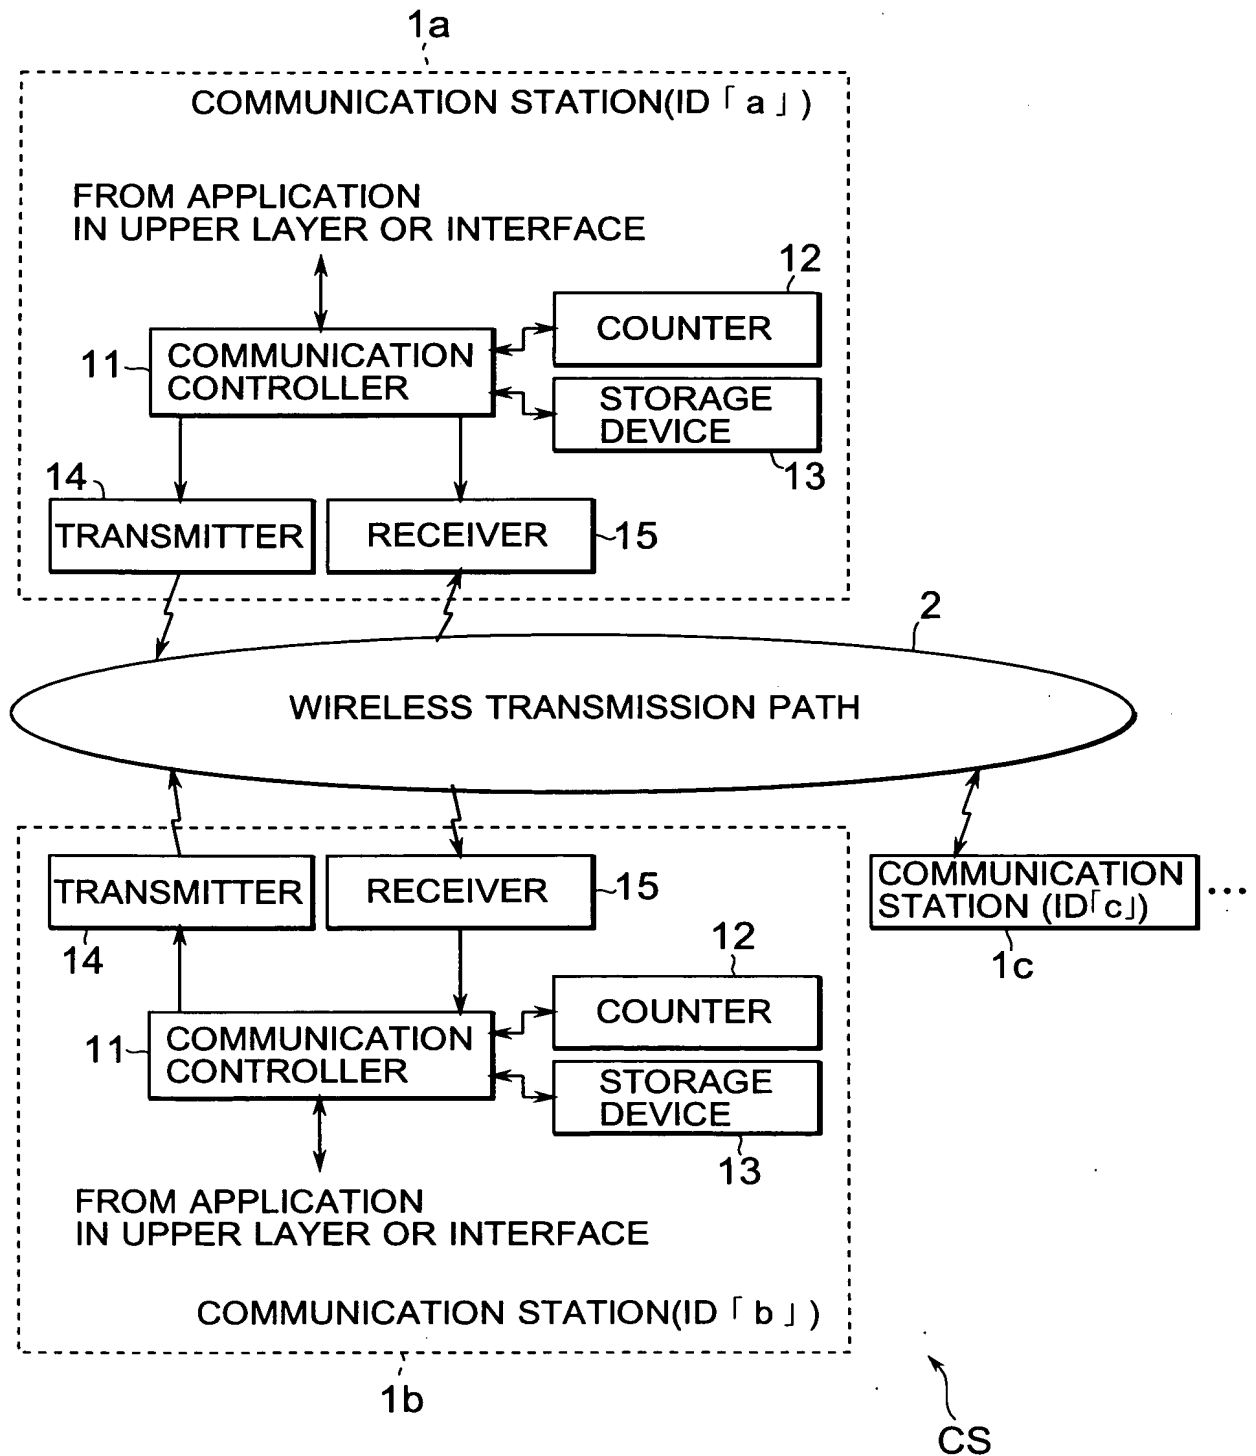 1a
COMMUNICATION STATION(ID「a」)
FROM APPLICATION
IN UPPER LAYER OR INTERFACE
12
COUNTER
11
COMMUNICATION
CONTROLLER
STORAGE
DEVICE
13
14
TRANSMITTER
RECEIVER
15
2
WIRELESS TRANSMISSION PATH
TRANSMITTER
RECEIVER
15
14
COMMUNICATION
STATION (ID「c」)
...
1c
12
COUNTER
11
COMMUNICATION
CONTROLLER
STORAGE
DEVICE
13
FROM APPLICATION
IN UPPER LAYER OR INTERFACE
COMMUNICATION STATION(ID「b」)
1b
CS